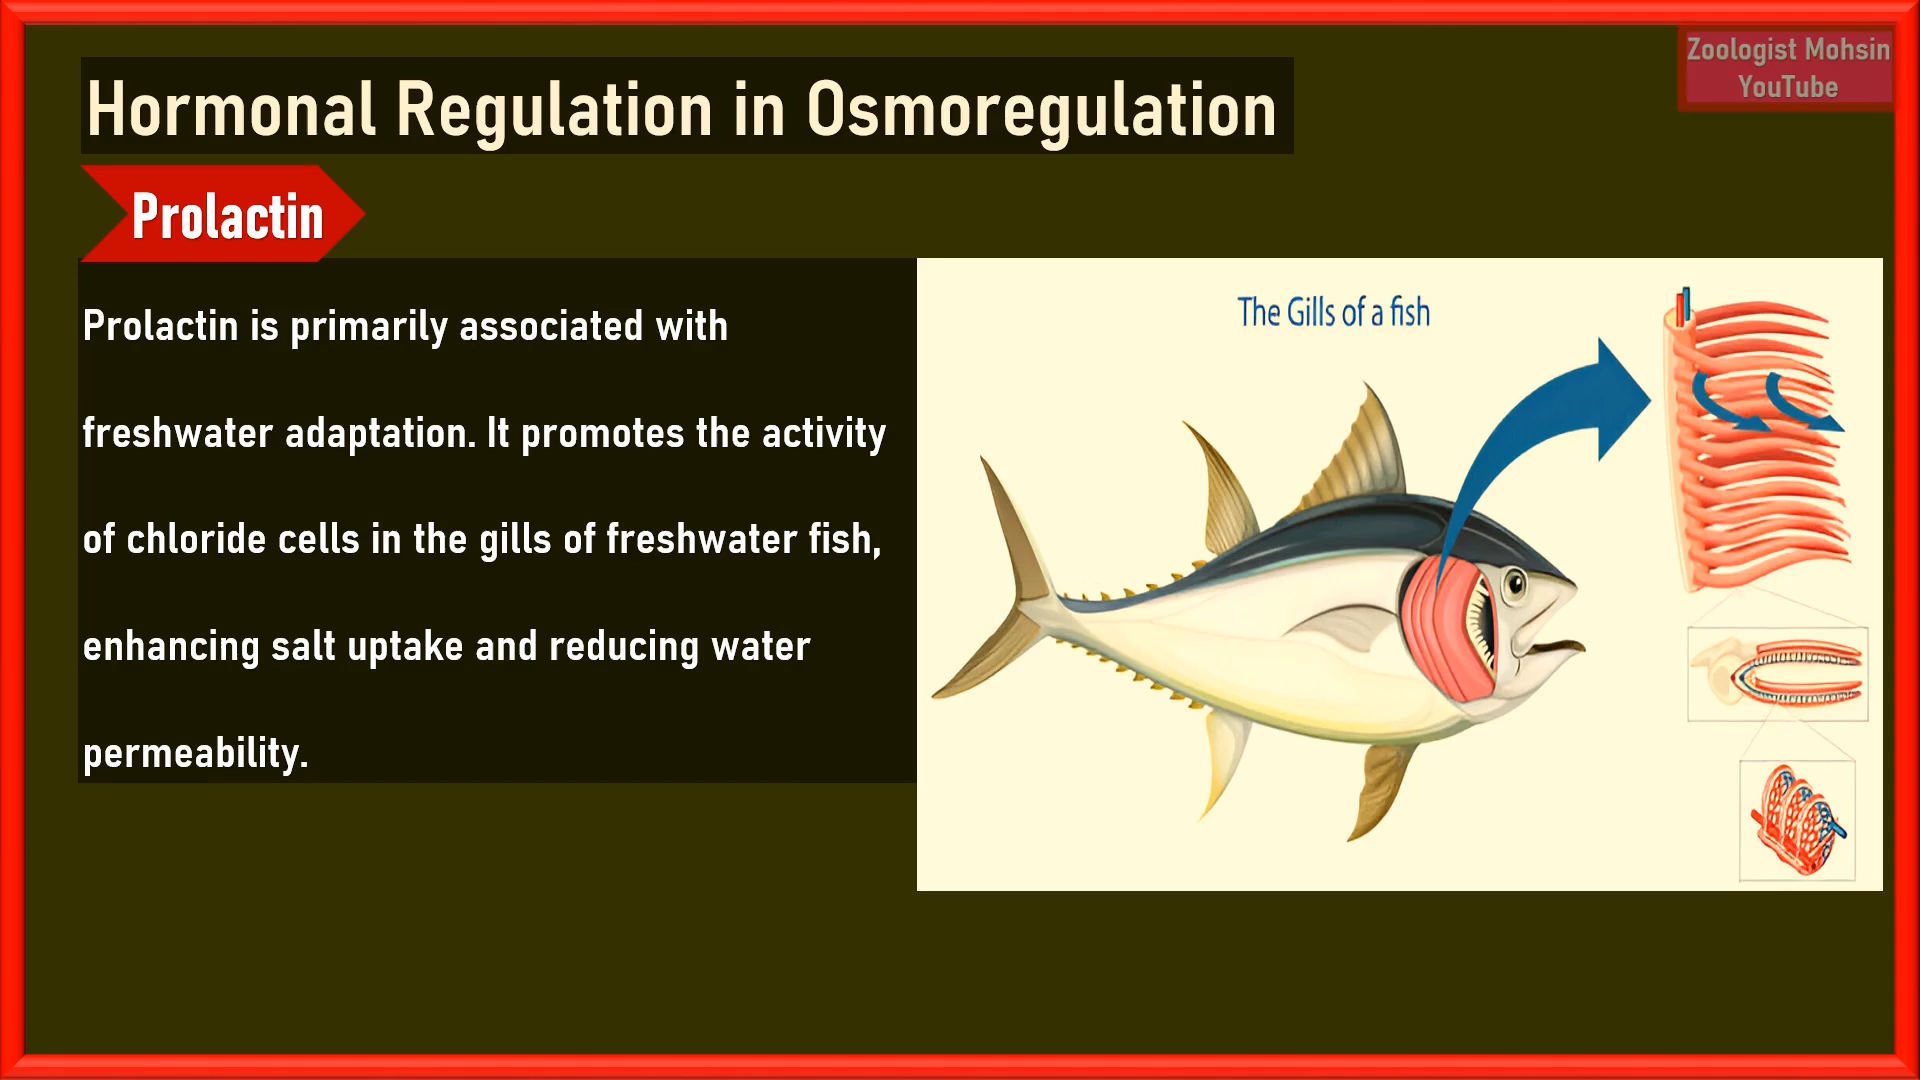 Zoologist Mohsin
YouTube
Hormonal Regulation in Osmoregulation
Prolactin
Prolactin is primarily associated with
freshwater adaptation. It promotes the activity
of chloride cells in the gills of freshwater fish,
enhancing salt uptake and reducing water
permeability.
The Gills of a fish